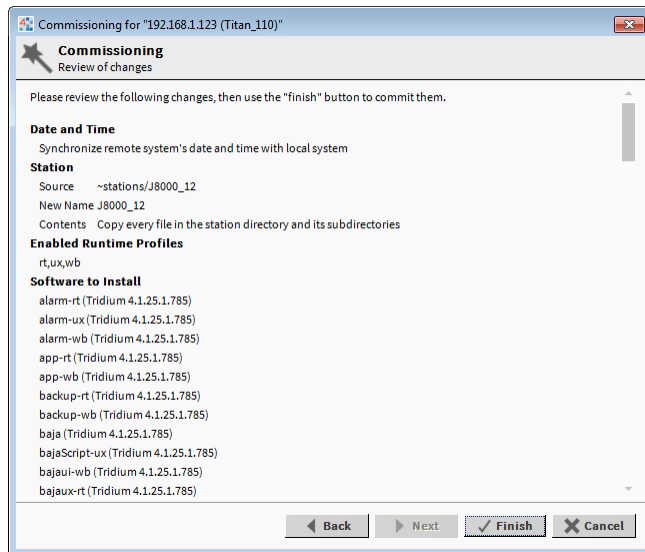 Commissioning for "192.168.1.123 (Titan_110)"
Commissioning
Review of changes
Please review the following changes, then use the "finish" button to commit them.
Date and Time
Synchronize remote system's date and time with local system
Station
Source ~stations/J8000_12
New Name J8000_12
Contents Copy every file in the station directory and its subdirectories
Enabled Runtime Profiles
rt,ux,wb
Software to Install
alarm-rt (Tridium 4.1.25.1.785)
alarm-ux (Tridium 4.1.25.1.785)
alarm-wb (Tridium 4.1.25.1.785)
app-rt (Tridium 4.1.25.1.785)
app-wb (Tridium 4.1.25.1.785)
backup-rt (Tridium 4.1.25.1.785)
backup-wb (Tridium 4.1.25.1.785)
baja (Tridium 4.1.25.1.785)
bajaScript-ux (Tridium 4.1.25.1.785)
bajaui-wb (Tridium 4.1.25.1.785)
bajaux-rt (Tridium 4.1.25.1.785)
Back Next Finish Cancel